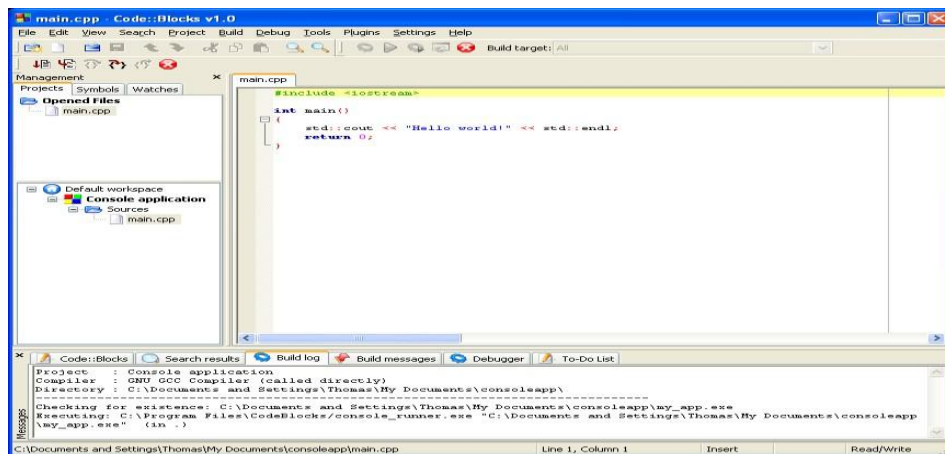 main.cpp - Code::Blocks v1.0
File Edit View Search Project Build Debug Tools Plugins Settings Help
Build target: All
Management
Projects Symbols Watches
Opened Files
main.cpp
Default workspace
Console application
Sources
main.cpp
main.cpp
#include <iostream>
int main()
{
std::cout << "Hello world!" << std::endl;
return 0;
}
Code::Blocks Search results Build log Build messages Debugger To-Do List
Messages
Project : Console application
Compiler : GNU GCC Compiler (called directly)
Directory : C:\Documents and Settings\Thomas\My Documents\consoleapp\
--------------------------------------------------------------------------------
Checking for existence: C:\Documents and Settings\Thomas\My Documents\consoleapp\my_app.exe
Executing: C:\Program Files\CodeBlocks/console_runner.exe "C:\Documents and Settings\Thomas\My Documents\consoleapp
\my_app.exe" (in .)
C:\Documents and Settings\Thomas\My Documents\consoleapp\main.cpp Line 1, Column 1 Insert Read/Write